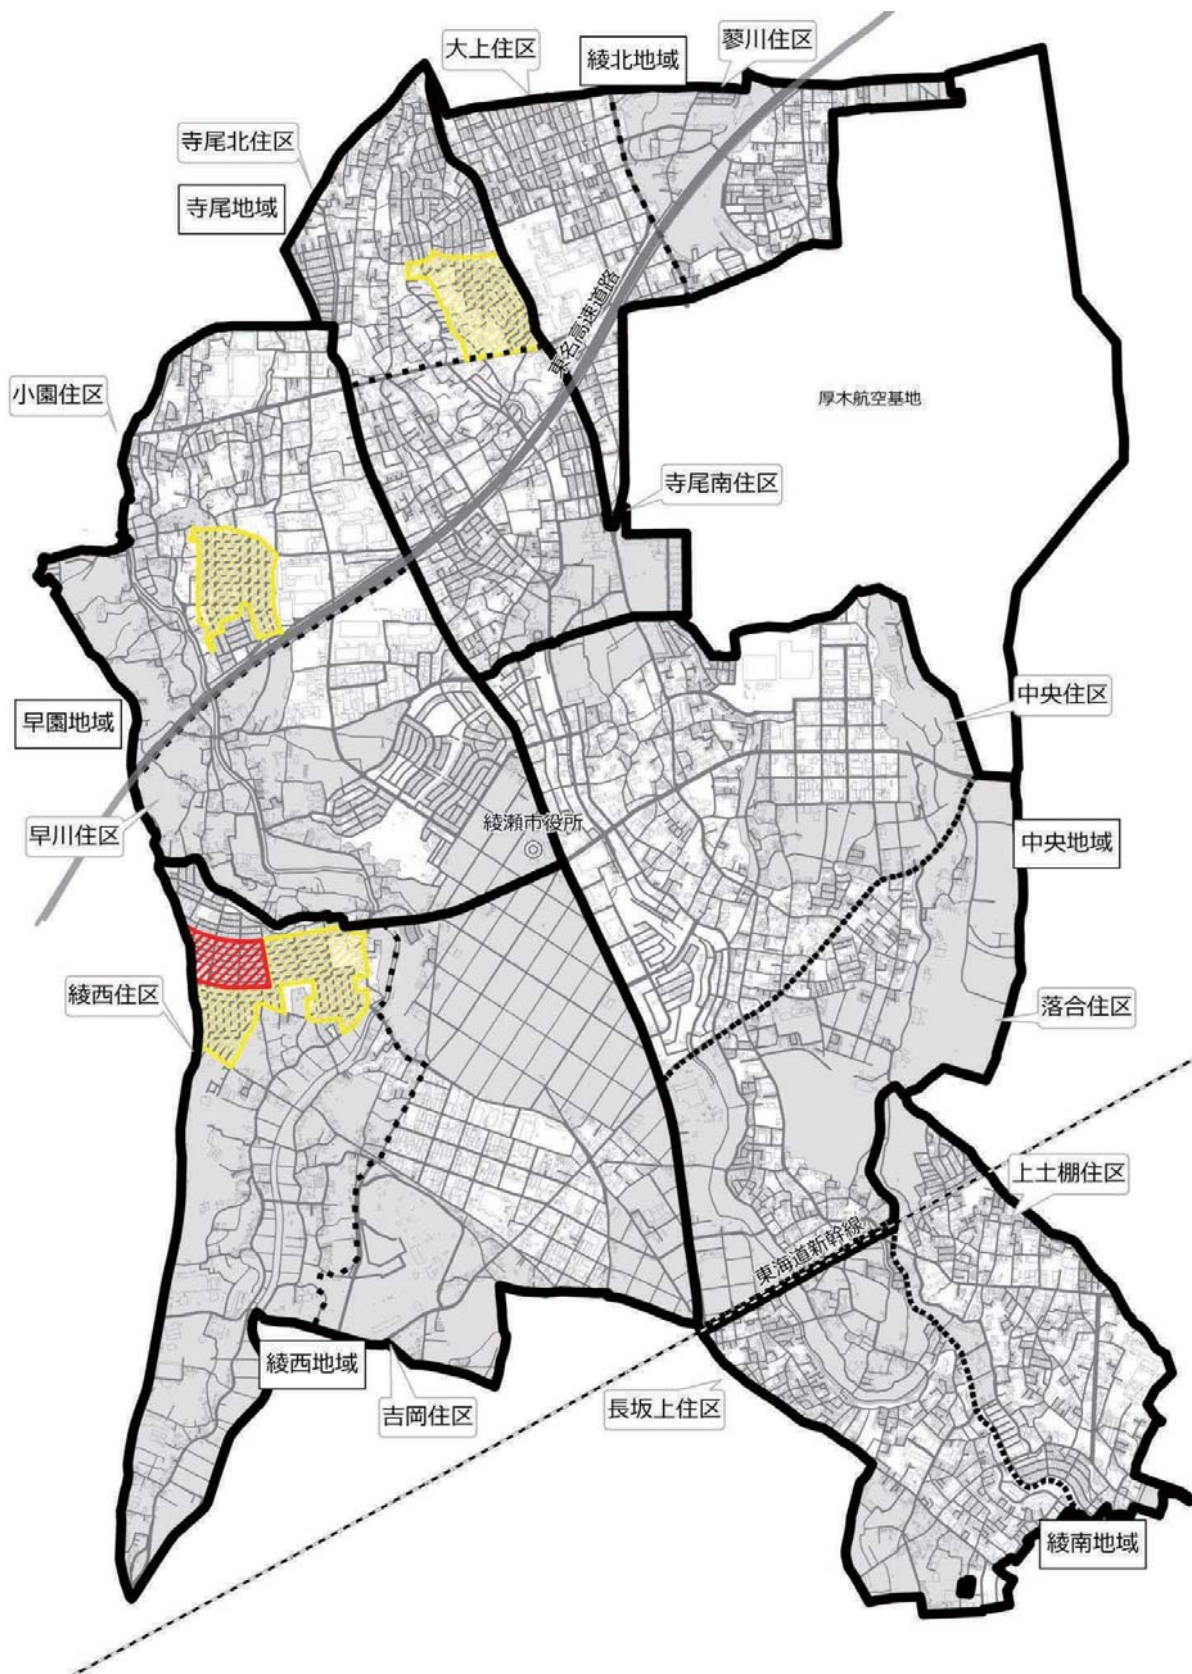 大上住区
綾北地域
蓼川住区
寺尾北住区
寺尾地域
東名高速道路
小園住区
厚木航空基地
寺尾南住区
中央住区
早園地域
早川住区
綾瀬市役所
中央地域
綾西住区
落合住区
上土棚住区
東海道新幹線
綾西地域
吉岡住区
長坂上住区
綾南地域